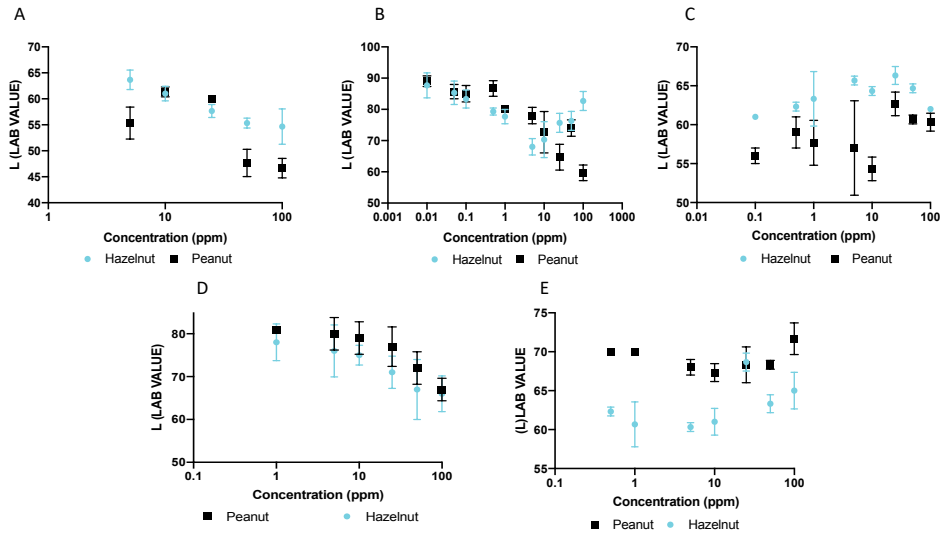 A
L (LAB VALUE)
70
65
60
55
50
45
40
1
10
100
Concentration (ppm)
Hazelnut
Peanut
B
L (LAB VALUE)
100
90
80
70
60
50
0.001
0.01
0.1
1
10
100
1000
Concentration (ppm)
Hazelnut
Peanut
C
L (LAB VALUE)
70
65
60
55
50
0.01
0.1
1
10
100
Concentration (ppm)
Hazelnut
Peanut
D
L (LAB VALUE)
80
70
60
50
0.1
1
10
100
Concentration (ppm)
Peanut
Hazelnut
E
(L)LAB VALUE)
75
70
65
60
55
0.1
1
10
100
Concentration (ppm)
Peanut
Hazelnut